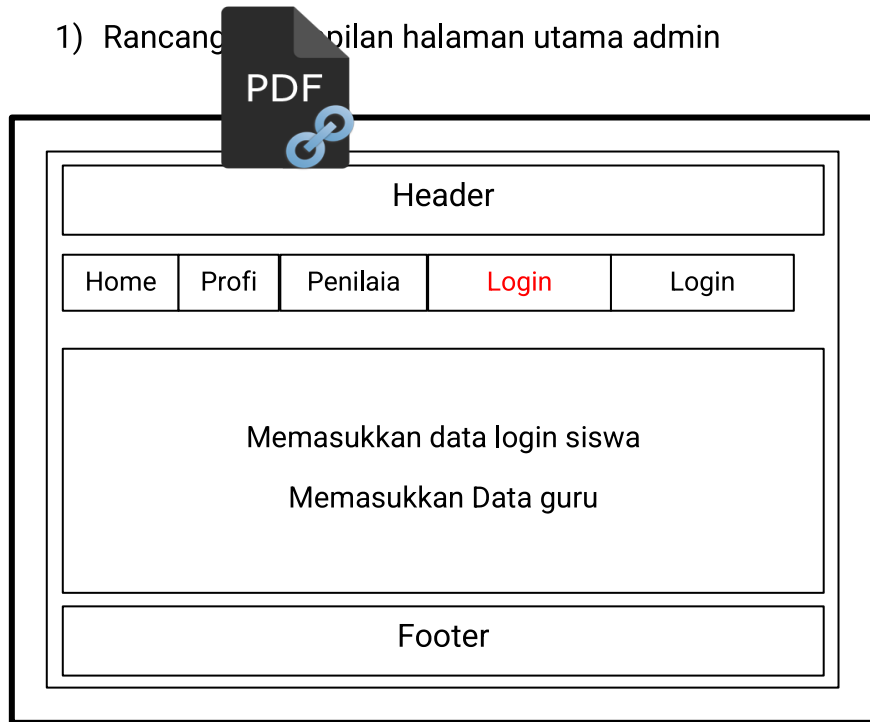 1) Rancang pilan halaman utama admin
PDF
Header
Home Profi Penilaia Login Login
Memasukkan data login siswa
Memasukkan Data guru
Footer